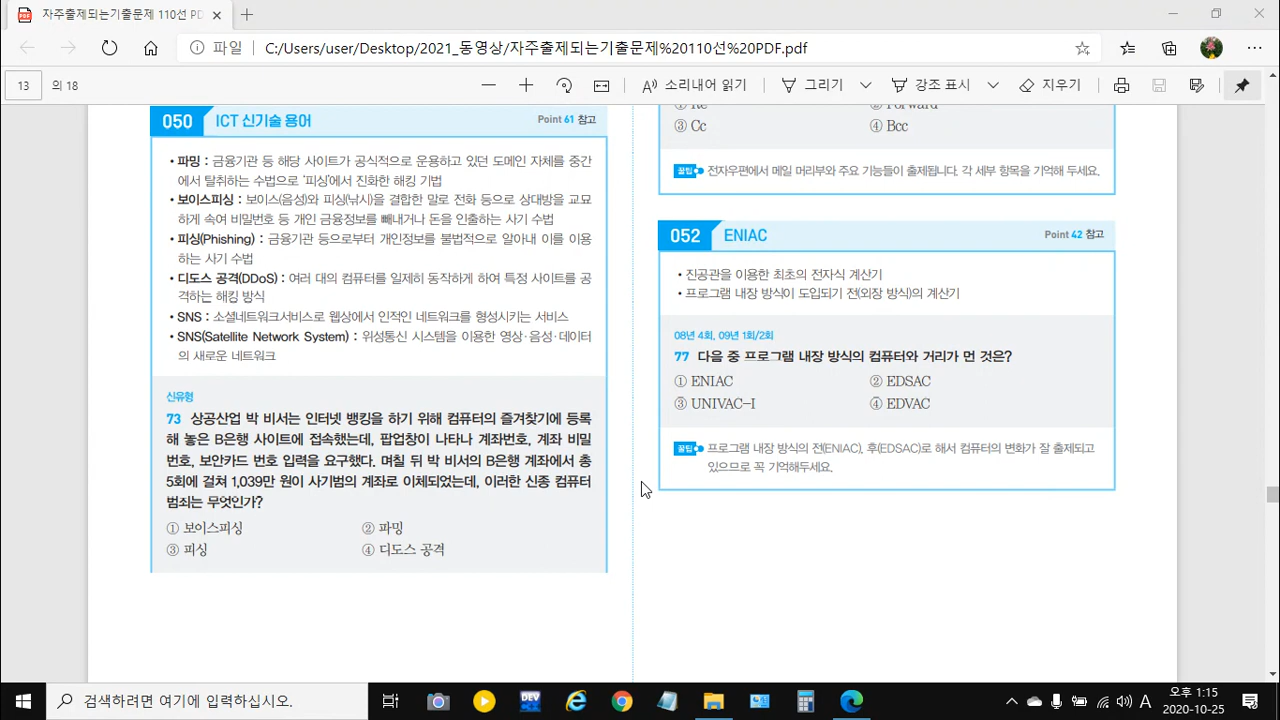 자주출제되는기출문제 110선 PD
파일
C:/Users/user/Desktop/2021_동영상/자주출제되는기출문제%20110선%20PDF.pdf
13 의 18
소리내어 읽기
그리기
강조 표시
지우기
050 ICT 신기술 용어 Point 61 참고
• 파밍 : 금융기관 등 해당 사이트가 공식적으로 운용하고 있던 도메인 자체를 중간
에서 탈취하는 수법으로 '피싱'에서 진화한 해킹 기법
• 보이스피싱 : 보이스(음성)와 피싱(낚시)을 결합한 말로 전화 등으로 상대방을 교묘
하게 속여 비밀번호 등 개인 금융정보를 빼내거나 돈을 인출하는 사기 수법
• 피싱(Phishing) : 금융기관 등으로부터 개인정보를 불법적으로 알아내 이를 이용
하는 사기 수법
• 디도스 공격(DDoS) : 여러 대의 컴퓨터를 일제히 동작하게 하여 특정 사이트를 공
격하는 해킹 방식
• SNS : 소셜네트워크서비스로 웹상에서 인적인 네트워크를 형성시키는 서비스
• SNS(Satellite Network System) : 위성통신 시스템을 이용한 영상·음성·데이터
의 새로운 네트워크
신유형
73 상공산업 박 비서는 인터넷 뱅킹을 하기 위해 컴퓨터의 즐겨찾기에 등록
해 놓은 B은행 사이트에 접속했는데, 팝업창이 나타나 계좌번호, 계좌 비밀
번호, 보안카드 번호 입력을 요구했다. 며칠 뒤 박 비서의 B은행 계좌에서 총
5회에 걸쳐 1,039만 원이 사기범의 계좌로 이체되었는데, 이러한 신종 컴퓨터
범죄는 무엇인가?
① 보이스피싱 ② 파밍
③ 피싱 ④ 디도스 공격
① Re ② Forward
③ Cc ④ Bcc
꿀팁 전자우편에서 메일 머리부와 주요 기능들이 출제됩니다. 각 세부 항목을 기억해 두세요.
052 ENIAC Point 42 참고
• 진공관을 이용한 최초의 전자식 계산기
• 프로그램 내장 방식이 도입되기 전(외장 방식)의 계산기
08년 4회, 09년 1회/2회
77 다음 중 프로그램 내장 방식의 컴퓨터와 거리가 먼 것은?
① ENIAC ② EDSAC
③ UNIVAC-I ④ EDVAC
꿀팁 프로그램 내장 방식의 전(ENIAC), 후(EDSAC)로 해서 컴퓨터의 변화가 잘 출제되고
있으므로 꼭 기억해두세요.
검색하려면 여기에 입력하십시오.
DEV
A
오후 1:15
2020-10-25